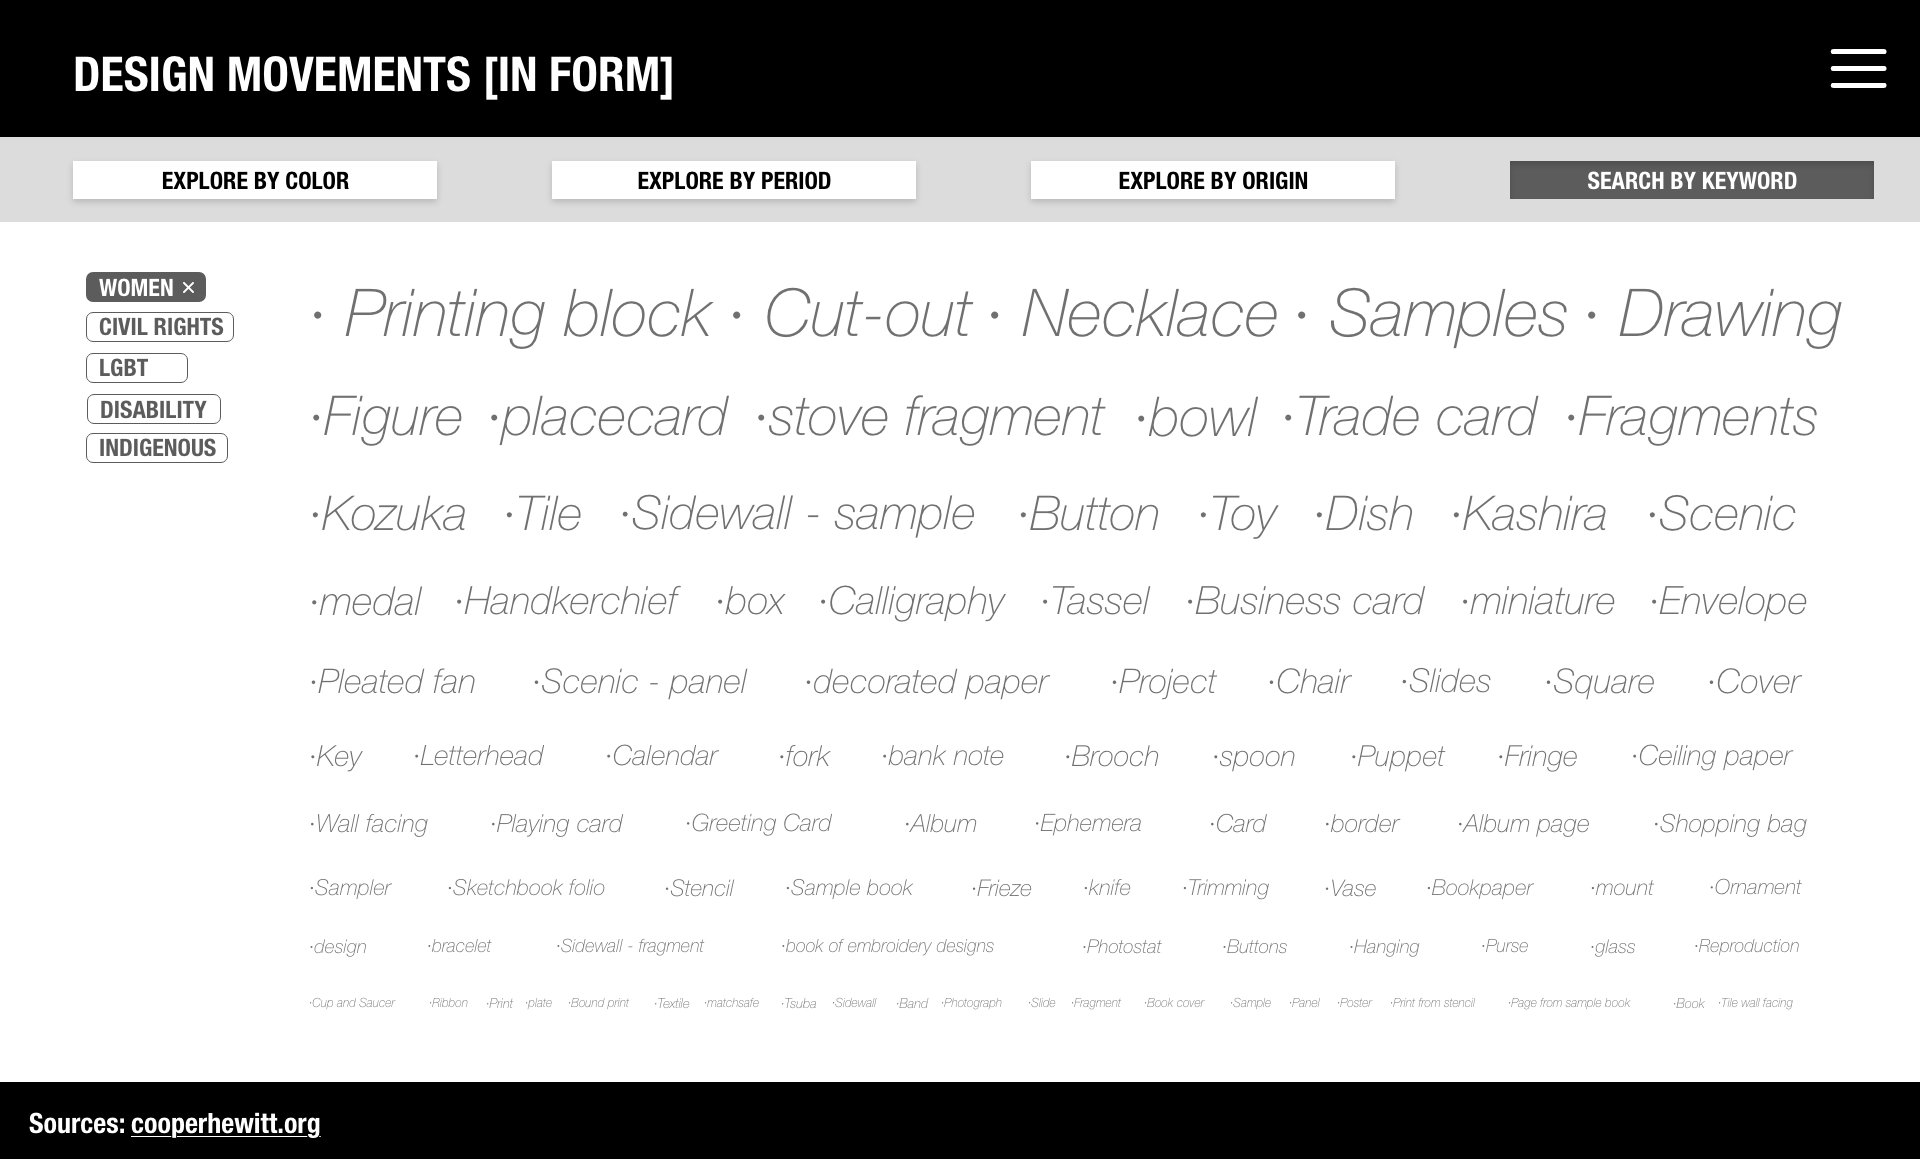 DESIGN MOVEMENTS [IN FORM]
EXPLORE BY COLOR
EXPLORE BY PERIOD
EXPLORE BY ORIGIN
SEARCH BY KEYWORD
WOMEN ×
CIVIL RIGHTS
LGBT
DISABILITY
INDIGENOUS
· Printing block · Cut-out · Necklace · Samples · Drawing
·Figure ·placecard ·stove fragment ·bowl ·Trade card ·Fragments
·Kozuka ·Tile ·Sidewall - sample ·Button ·Toy ·Dish ·Kashira ·Scenic
·medal ·Handkerchief ·box ·Calligraphy ·Tassel ·Business card ·miniature ·Envelope
·Pleated fan ·Scenic - panel ·decorated paper ·Project ·Chair ·Slides ·Square ·Cover
·Key ·Letterhead ·Calendar ·fork ·bank note ·Brooch ·spoon ·Puppet ·Fringe ·Ceiling paper
·Wall facing ·Playing card ·Greeting Card ·Album ·Ephemera ·Card ·border ·Album page ·Shopping bag
·Sampler ·Sketchbook folio ·Stencil ·Sample book ·Frieze ·knife ·Trimming ·Vase ·Bookpaper ·mount ·Ornament
·design ·bracelet ·Sidewall - fragment ·book of embroidery designs ·Photostat ·Buttons ·Hanging ·Purse ·glass ·Reproduction
·Cup and Saucer ·Ribbon ·Print ·plate ·Bound print ·Textile ·matchsafe ·Tsuba ·Sidewall ·Band ·Photograph ·Slide ·Fragment ·Book cover ·Sample ·Panel ·Poster ·Print from stencil ·Page from sample book ·Book ·Tile wall facing
Sources: cooperhewitt.org